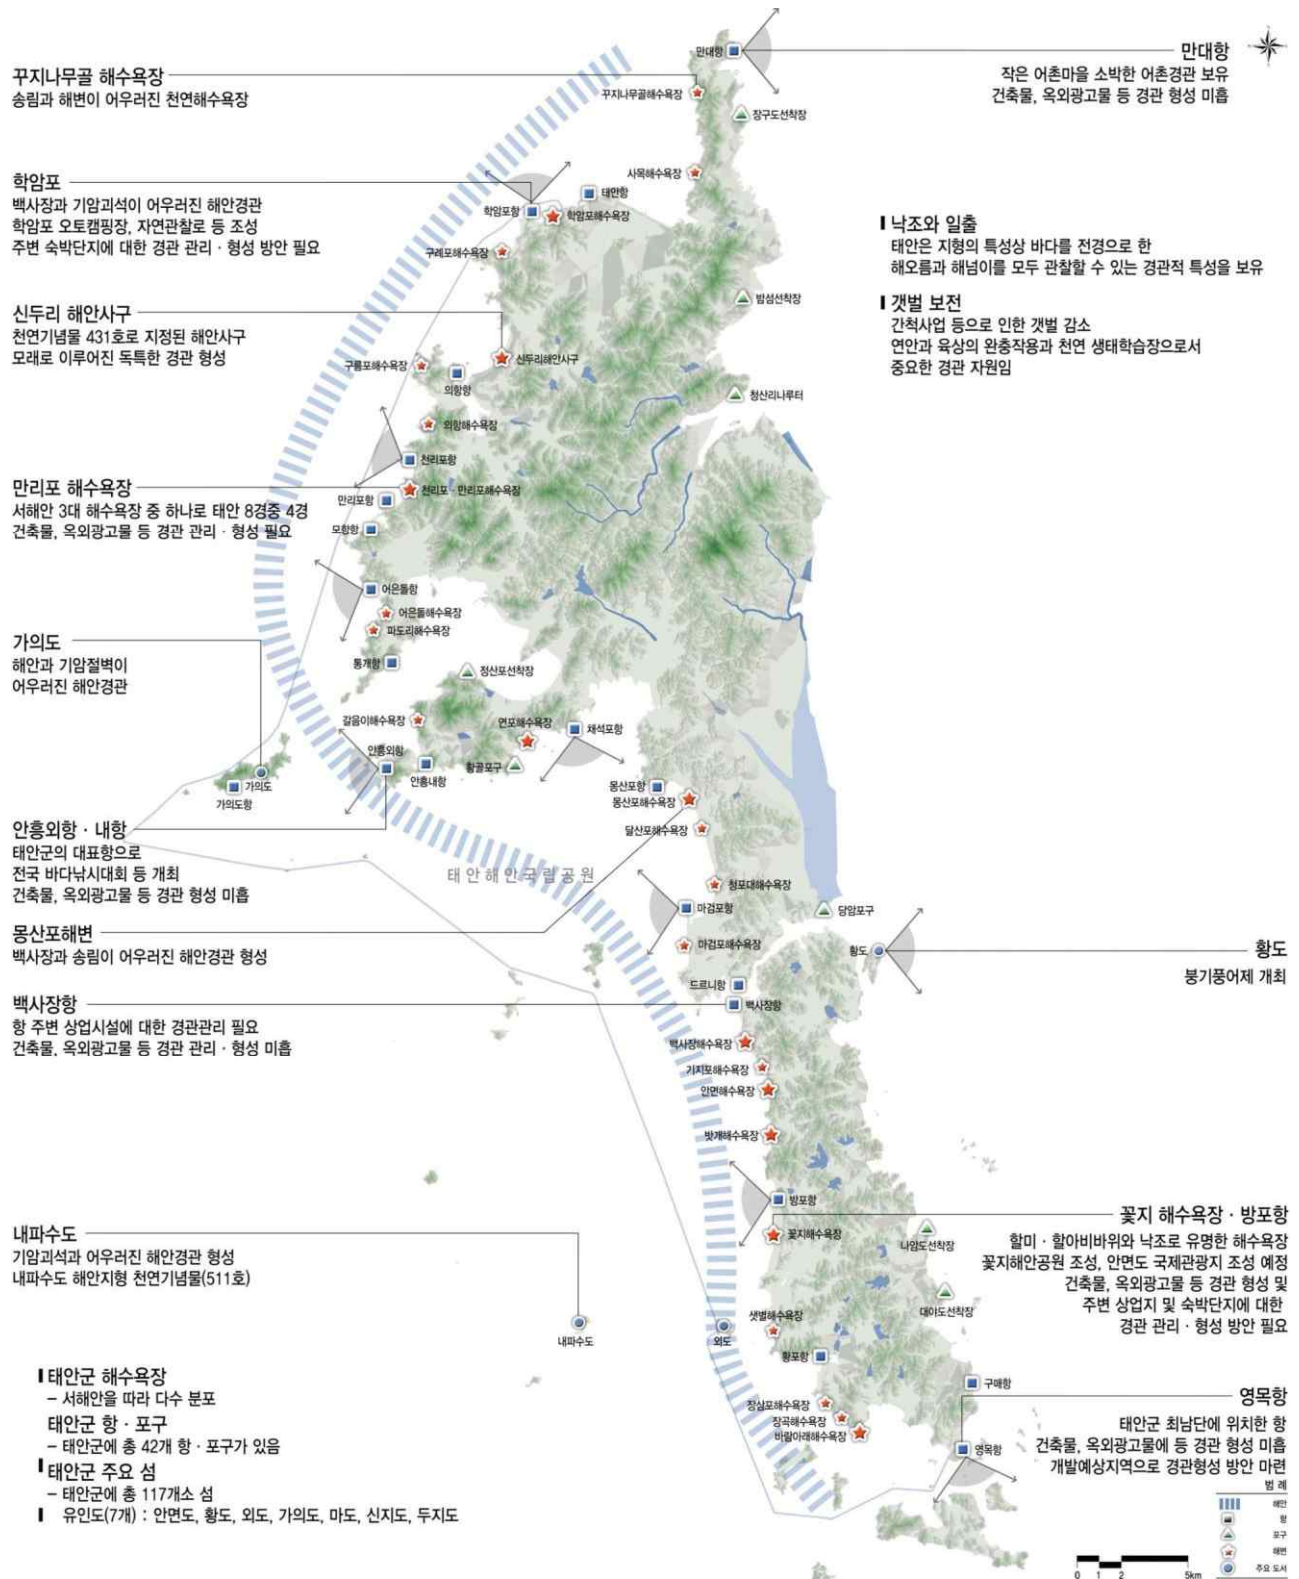 꾸지나무골 해수욕장
송림과 해변이 어우러진 천연해수욕장
학암포
백사장과 기암괴석이 어우러진 해안경관
학암포 오토캠핑장, 자연관찰로 등 조성
주변 숙박단지에 대한 경관 관리 · 형성 방안 필요
신두리 해안사구
천연기념물 431호로 지정된 해안사구
모래로 이루어진 독특한 경관 형성
만리포 해수욕장
서해안 3대 해수욕장 중 하나로 태안 8경중 4경
건축물, 옥외광고물 등 경관 관리 · 형성 필요
가의도
해안과 기암절벽이
어우러진 해안경관
안흥외항 · 내항
태안군의 대표항으로
전국 바다낚시대회 등 개최
건축물, 옥외광고물 등 경관 형성 미흡
몽산포해변
백사장과 송림이 어우러진 해안경관 형성
백사장항
항 주변 상업시설에 대한 경관관리 필요
건축물, 옥외광고물 등 경관 관리 · 형성 미흡
내파수도
기암괴석과 어우러진 해안경관 형성
내파수도 해안지형 천연기념물(511호)
태안군 해수욕장
– 서해안을 따라 다수 분포
태안군 항 · 포구
– 태안군에 총 42개 항 · 포구가 있음
태안군 주요 섬
– 태안군에 총 117개소 섬
유인도(7개) : 안면도, 황도, 외도, 가의도, 마도, 신지도, 두지도
만대항
꾸지나무골해수욕장
장구도선착장
사목해수욕장
태안항
학암포항
학암포해수욕장
구례포해수욕장
밤섬선착장
신두리해안사구
구름포해수욕장
의항항
청산리나루터
의항해수욕장
천리포항
천리포 · 만리포해수욕장
만리포항
모항항
어은돌항
어은돌해수욕장
파도리해수욕장
통개항
정산포선착장
갈음이해수욕장
연포해수욕장
채석포항
안흥외항
안흥내항
황골포구
가의도
가의도항
몽산포항
몽산포해수욕장
달산포해수욕장
태안해안국립공원
청포대해수욕장
마검포항
당암포구
마검포해수욕장
황도
드르니항
백사장항
백사장해수욕장
기지포해수욕장
안면해수욕장
밧개해수욕장
방포항
꽃지해수욕장
나암도선착장
대야도선착장
샛별해수욕장
내파수도
외도
황포항
구매항
장삼포해수욕장
장곡해수욕장
바람아래해수욕장
영목항
만대항
작은 어촌마을 소박한 어촌경관 보유
건축물, 옥외광고물 등 경관 형성 미흡
낙조와 일출
태안은 지형의 특성상 바다를 전경으로 한
해오름과 해넘이를 모두 관찰할 수 있는 경관적 특성을 보유
갯벌 보전
간척사업 등으로 인한 갯벌 감소
연안과 육상의 완충작용과 천연 생태학습장으로서
중요한 경관 자원임
황도
붕기풍어제 개최
꽃지 해수욕장 · 방포항
할미 · 할아비바위와 낙조로 유명한 해수욕장
꽃지해안공원 조성, 안면도 국제관광지 조성 예정
건축물, 옥외광고물 등 경관 형성 및
주변 상업지 및 숙박단지에 대한
경관 관리 · 형성 방안 필요
영목항
태안군 최남단에 위치한 항
건축물, 옥외광고물에 등 경관 형성 미흡
개발예상지역으로 경관형성 방안 마련
범 례
해안
항
포구
해변
주요 도서
0 1 2 5km